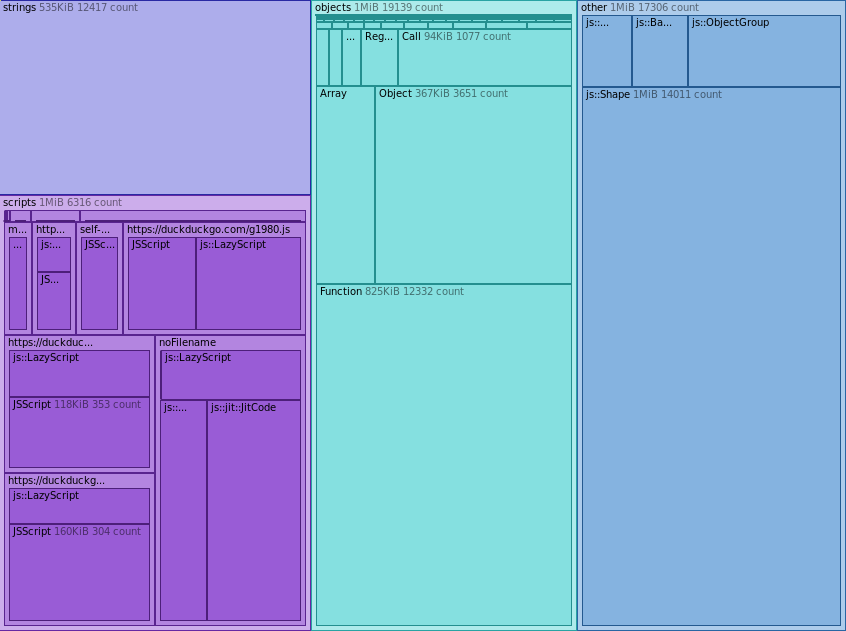 strings 535KiB 12417 count
scripts 1MiB 6316 count
m...
http...
self-...
https://duckduckgo.com/g1980.js
...
js:...
JSSc...
JSScript
js::LazyScript
JS...
https://duckduc...
noFilename
js::LazyScript
js::LazyScript
JSScript 118KiB 353 count
js::...
js::jit::JitCode
https://duckduckg...
js::LazyScript
JSScript 160KiB 304 count
objects 1MiB 19139 count
...
Reg...
Call 94KiB 1077 count
Array
Object 367KiB 3651 count
Function 825KiB 12332 count
other 1MiB 17306 count
js::...
js::Ba...
js::ObjectGroup
js::Shape 1MiB 14011 count